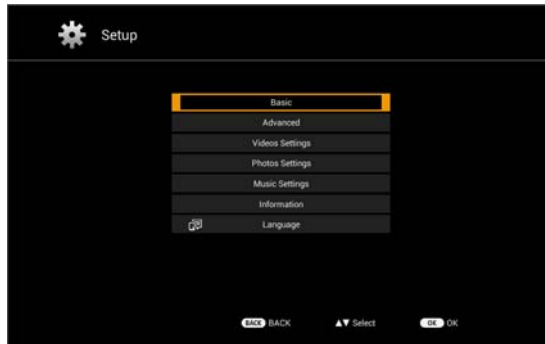 Setup
Basic
Advanced
Videos Settings
Photos Settings
Music Settings
Information
Language
BACK BACK ▲▼ Select OK OK